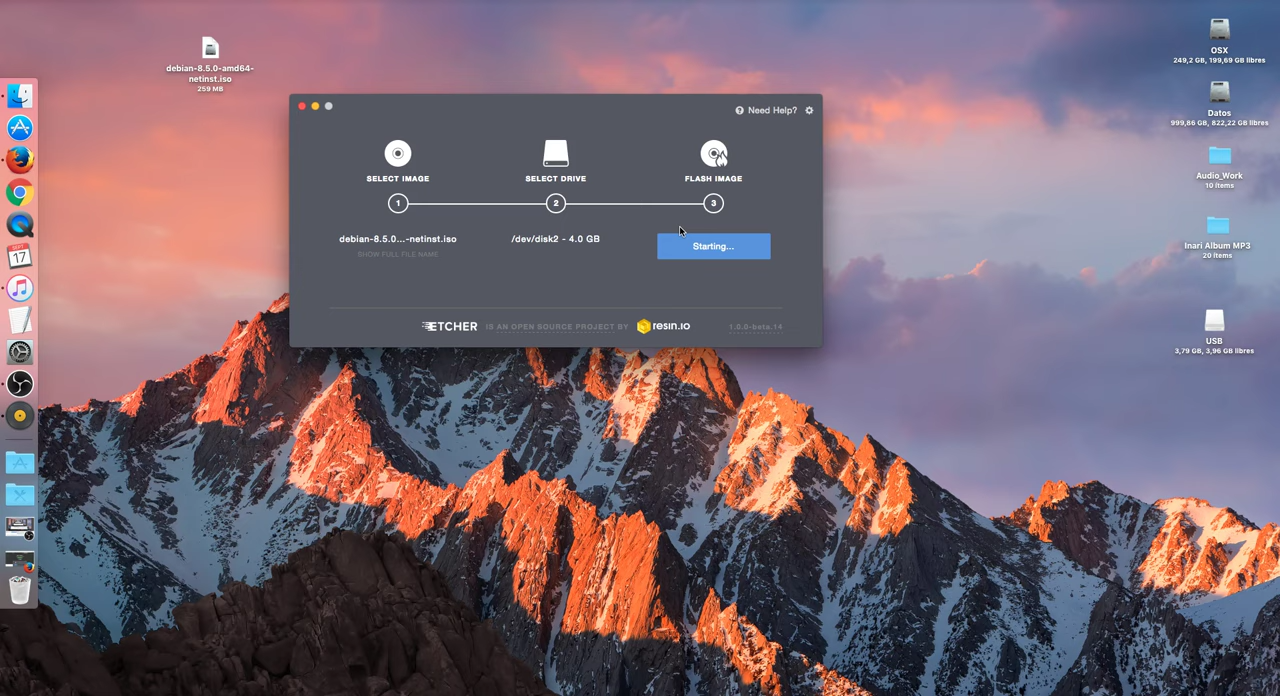 debian-8.5.0-amd64-
netinst.iso
259 MB
OSX
249,2 GB, 199,69 GB libres
Datos
999,86 GB, 822,22 GB libres
Audio_Work
10 ítems
Inari Album MP3
20 ítems
USB
3,79 GB, 3,96 GB libres
Need Help?
SELECT IMAGE
SELECT DRIVE
FLASH IMAGE
1
2
3
debian-8.5.0...-netinst.iso
/dev/disk2 - 4.0 GB
Starting...
SHOW FULL FILE NAME
ETCHER IS AN OPEN SOURCE PROJECT BY resin.io 1.0.0-beta.14
SEPT
17